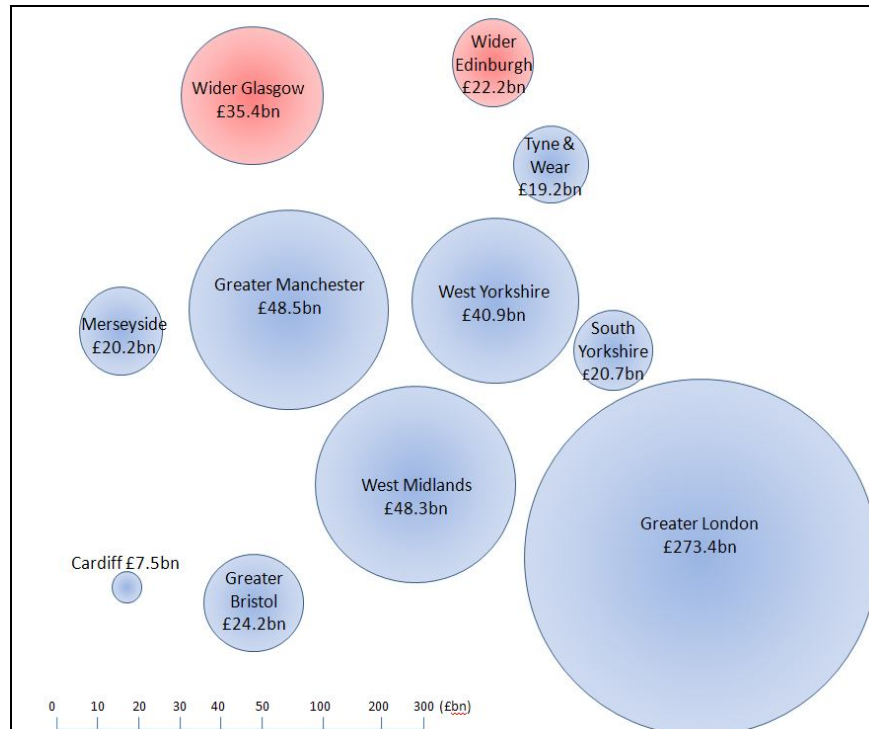 Wider Glasgow
£35.4bn
Wider
Edinburgh
£22.2bn
Tyne &
Wear
£19.2bn
Greater Manchester
£48.5bn
West Yorkshire
£40.9bn
Merseyside
£20.2bn
South
Yorkshire
£20.7bn
West Midlands
£48.3bn
Greater London
£273.4bn
Cardiff £7.5bn
Greater
Bristol
£24.2bn
0 10 20 30 40 50 100 200 300 (£bn)